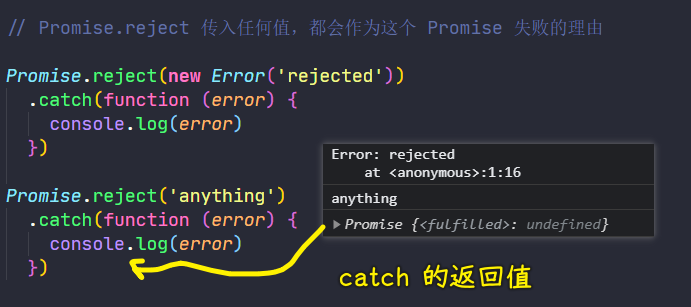 // Promise.reject 传入任何值，都会作为这个 Promise 失败的理由
Promise.reject(new Error('rejected'))
.catch(function (error) {
console.log(error)
})
Promise.reject('anything')
.catch(function (error) {
console.log(error)
})
Error: rejected
at <anonymous>:1:16
anything
▶ Promise {<fulfilled>: undefined}
catch 的返回值